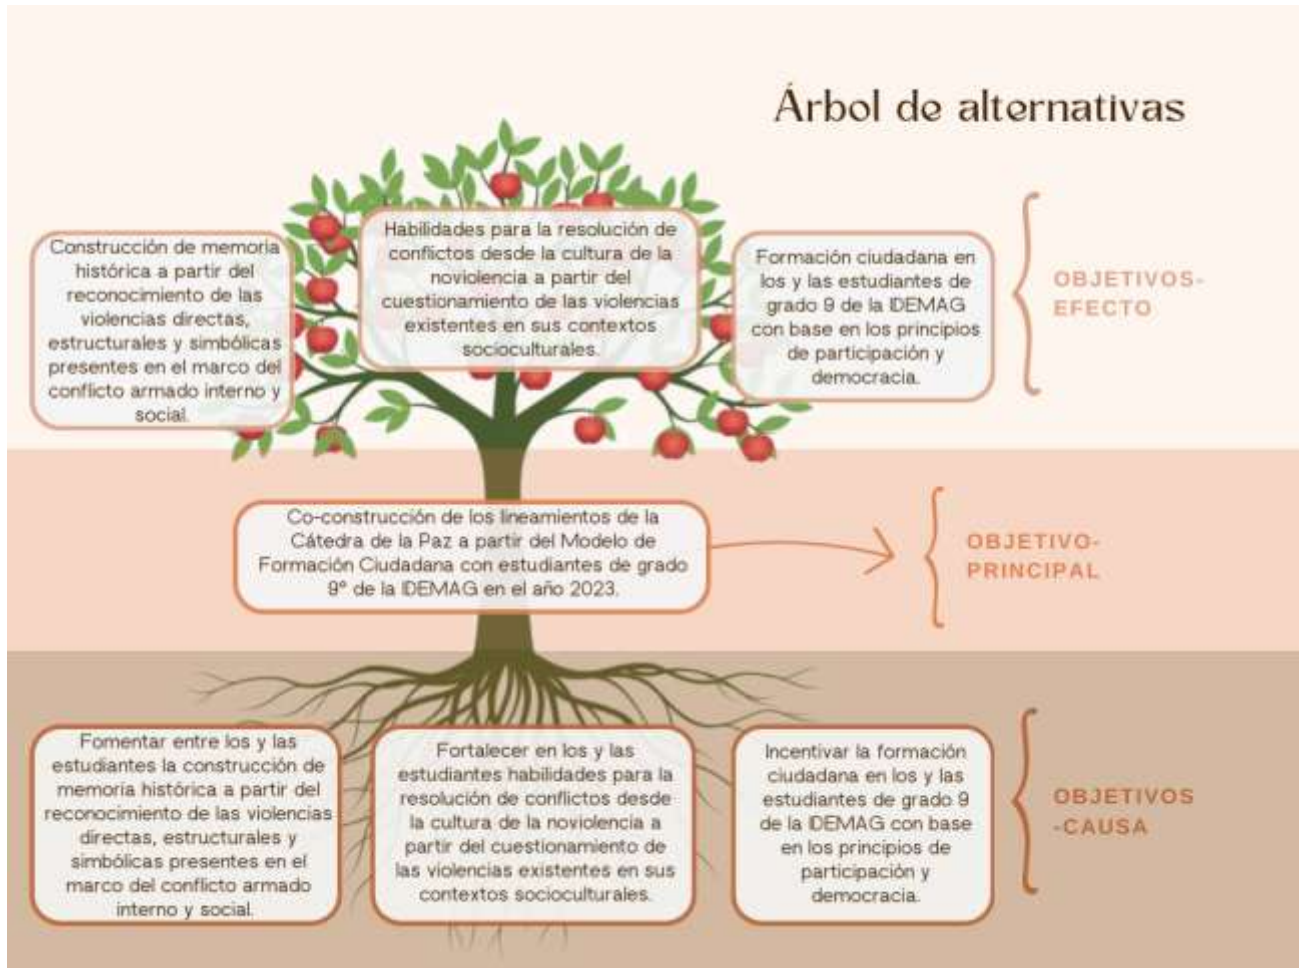 Árbol de alternativas
Construcción de memoria
histórica a partir del
reconocimiento de las
violencias directas,
estructurales y simbólicas
presentes en el marco del
conflicto armado interno y
social.
Habilidades para la resolución de
conflictos desde la cultura de la
noviolencia a partir del
cuestionamiento de las violencias
existentes en sus contextos
socioculturales.
Formación ciudadana en
los y las estudiantes de
grado 9 de la IDEMAG
con base en los principios
de participación y
democracia.
OBJETIVOS-
EFECTO
Co-construcción de los lineamientos de la
Cátedra de la Paz a partir del Modelo de
Formación Ciudadana con estudiantes de grado
9° de la IDEMAG en el año 2023.
OBJETIVO-
PRINCIPAL
Fomentar entre los y las
estudiantes la construcción de
memoria histórica a partir del
reconocimiento de las violencias
directas, estructurales y
simbólicas presentes en el
marco del conflicto armado
interno y social.
Fortalecer en los y las
estudiantes habilidades para la
resolución de conflictos desde
la cultura de la noviolencia a
partir del cuestionamiento de
las violencias existentes en sus
contextos socioculturales.
Incentivar la formación
ciudadana en los y las
estudiantes de grado 9
de la IDEMAG con base
en los principios de
participación y
democracia.
OBJETIVOS
-CAUSA